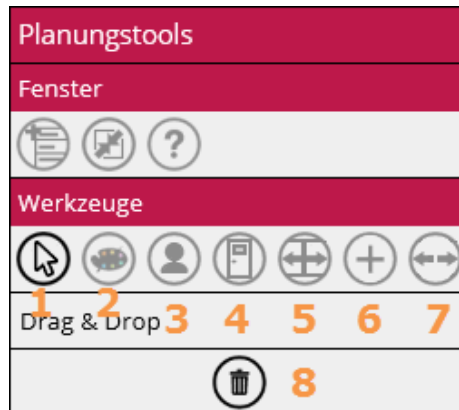 Planungstools
Fenster
?
Werkzeuge
1 2 3 4 5 6 7
Drag & Drop
8